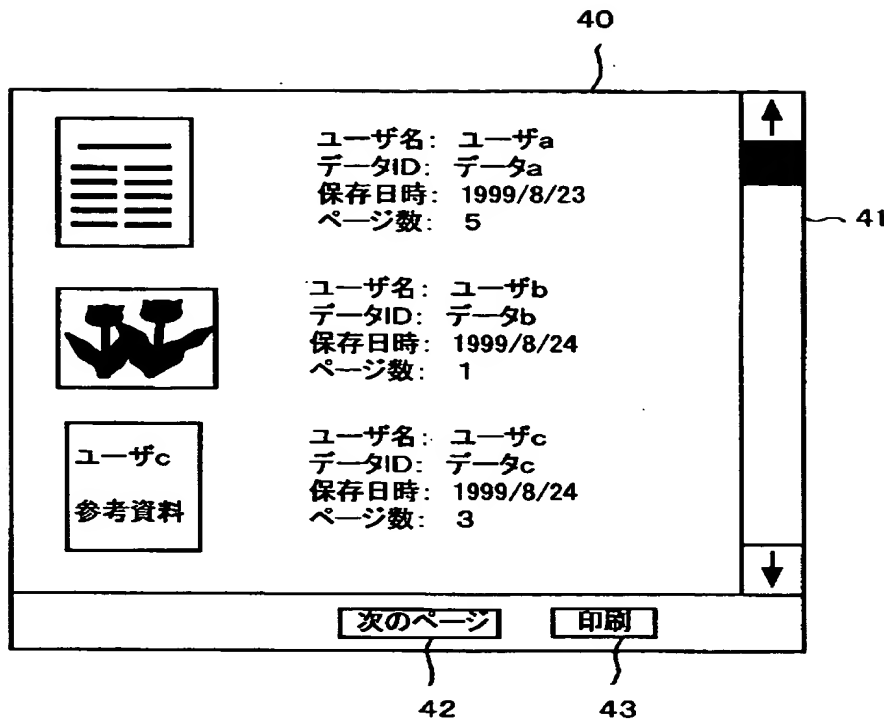 40
ユーザ名: ユーザa
データID: データa
保存日時: 1999/8/23
ページ数: 5
41
ユーザ名: ユーザb
データID: データb
保存日時: 1999/8/24
ページ数: 1
ユーザc
参考資料
ユーザ名: ユーザc
データID: データc
保存日時: 1999/8/24
ページ数: 3
次のページ 印刷
42 43